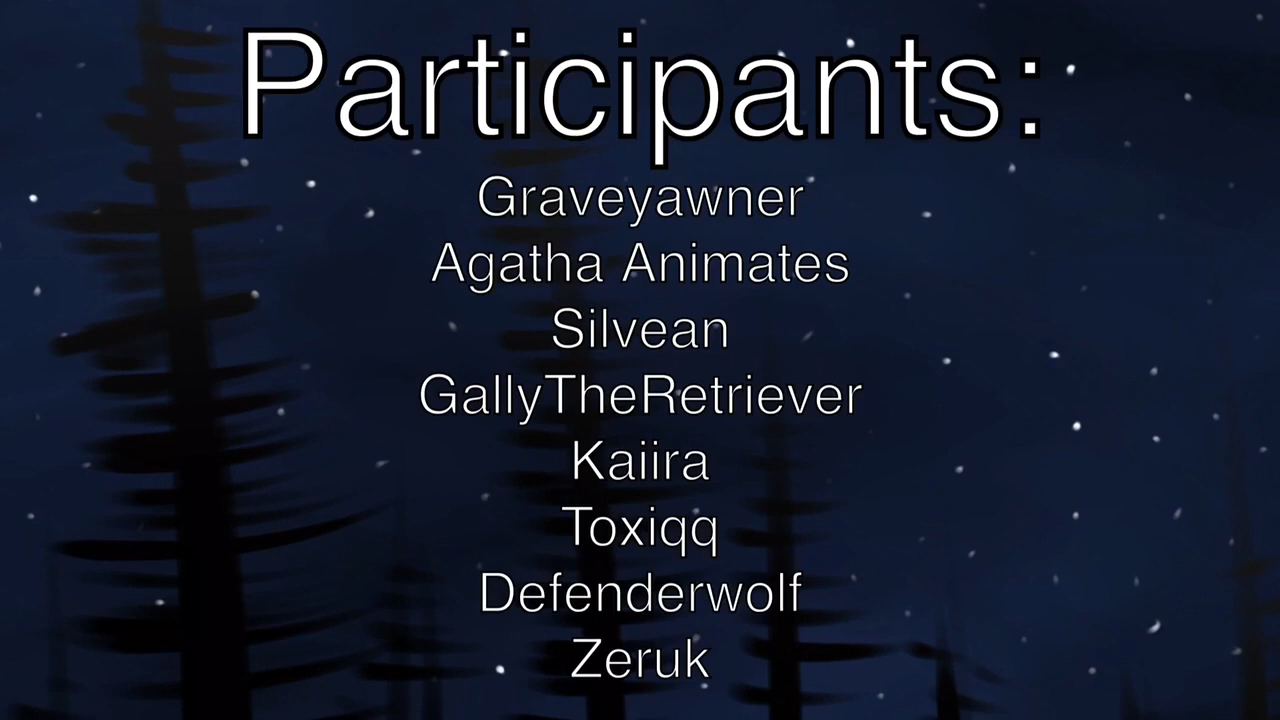 Participants:
Graveyawner
Agatha Animates
Silvean
GallyTheRetriever
Kaiira
Toxiqq
Defenderwolf
Zeruk